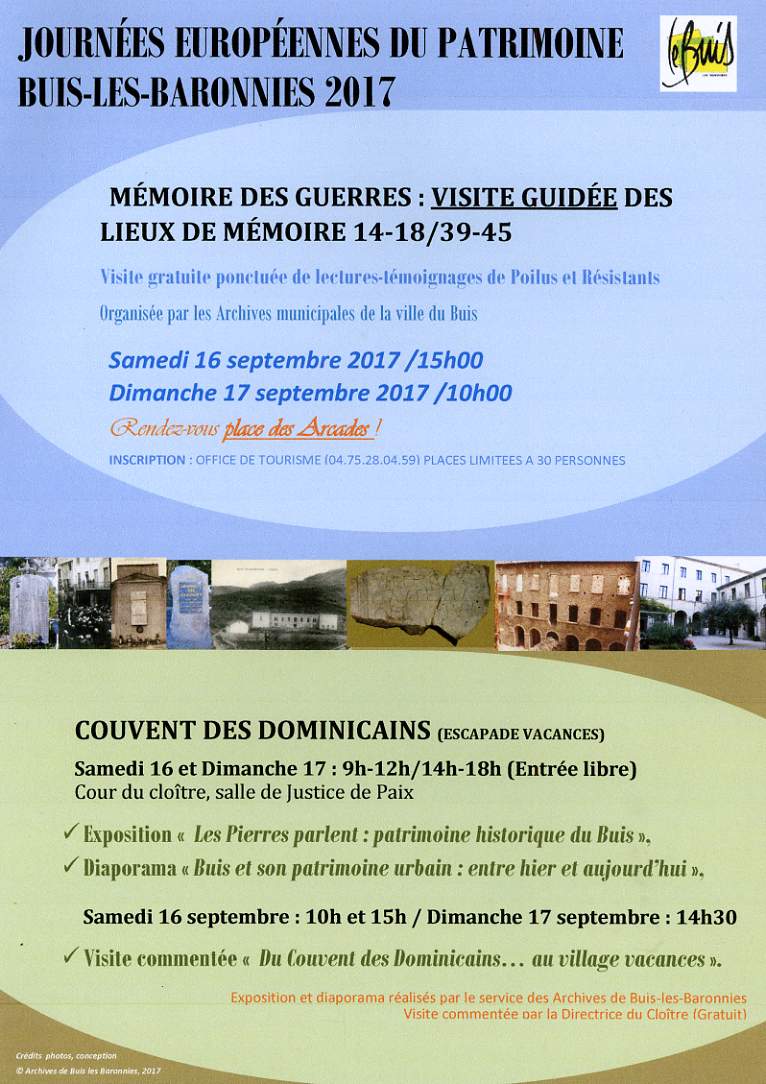 JOURNÉES EUROPÉENNES DU PATRIMOINE
BUIS-LES-BARONNIES 2017
le Buis
MÉMOIRE DES GUERRES : VISITE GUIDÉE DES
LIEUX DE MÉMOIRE 14-18/39-45
Visite gratuite ponctuée de lectures-témoignages de Poilus et Résistants
Organisée par les Archives municipales de la ville du Buis
Samedi 16 septembre 2017 /15h00
Dimanche 17 septembre 2017 /10h00
Rendez-vous place des Arcades !
INSCRIPTION : OFFICE DE TOURISME (04.75.28.04.59) PLACES LIMITEES A 30 PERSONNES
COUVENT DES DOMINICAINS (ESCAPADE VACANCES)
Samedi 16 et Dimanche 17 : 9h-12h/14h-18h (Entrée libre)
Cour du cloître, salle de Justice de Paix
✓ Exposition « Les Pierres parlent : patrimoine historique du Buis »,
✓ Diaporama « Buis et son patrimoine urbain : entre hier et aujourd'hui »,
Samedi 16 septembre : 10h et 15h / Dimanche 17 septembre : 14h30
✓ Visite commentée « Du Couvent des Dominicains... au village vacances ».
Exposition et diaporama réalisés par le service des Archives de Buis-les-Baronnies
Visite commentée par la Directrice du Cloître (Gratuit)
Crédits photos, conception
© Archives de Buis les Baronnies, 2017